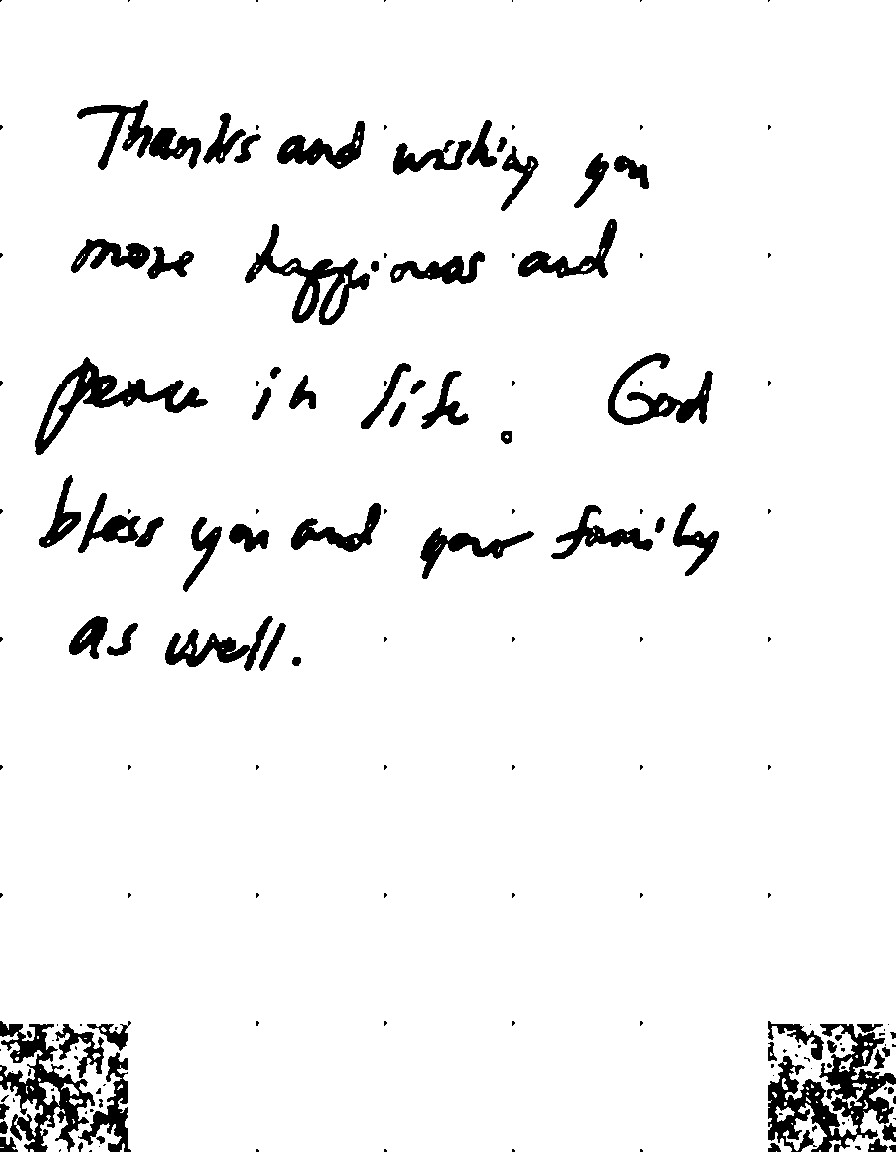 Thanks and wishing you
more happiness and
peace in life. God
bless you and your family
as well.